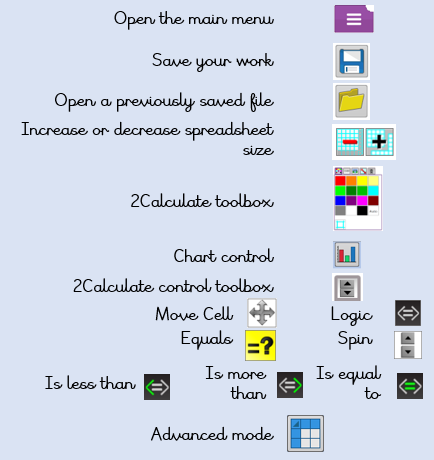 Open the main menu
Save your work
Open a previously saved file
Increase or decrease spreadsheet
size
2Calculate toolbox
Chart control
2Calculate control toolbox
Move Cell
Logic
Equals
=?
Spin
Is less than
Is more
than
Is equal
to
Advanced mode